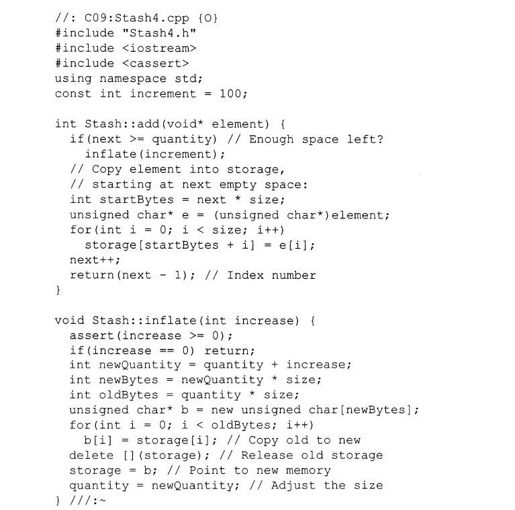 //: C09:Stash4.cpp {O}
#include "Stash4.h"
#include <iostream>
#include <cassert>
using namespace std;
const int increment = 100;

int Stash::add(void* element) {
  if(next >= quantity) // Enough space left?
    inflate(increment);
  // Copy element into storage,
  // starting at next empty space:
  int startBytes = next * size;
  unsigned char* e = (unsigned char*)element;
  for(int i = 0; i < size; i++)
    storage[startBytes + i] = e[i];
  next++;
  return(next - 1); // Index number
}

void Stash::inflate(int increase) {
  assert(increase >= 0);
  if(increase == 0) return;
  int newQuantity = quantity + increase;
  int newBytes = newQuantity * size;
  int oldBytes = quantity * size;
  unsigned char* b = new unsigned char[newBytes];
  for(int i = 0; i < oldBytes; i++)
    b[i] = storage[i]; // Copy old to new
  delete [](storage); // Release old storage
  storage = b; // Point to new memory
  quantity = newQuantity; // Adjust the size
} ///:~